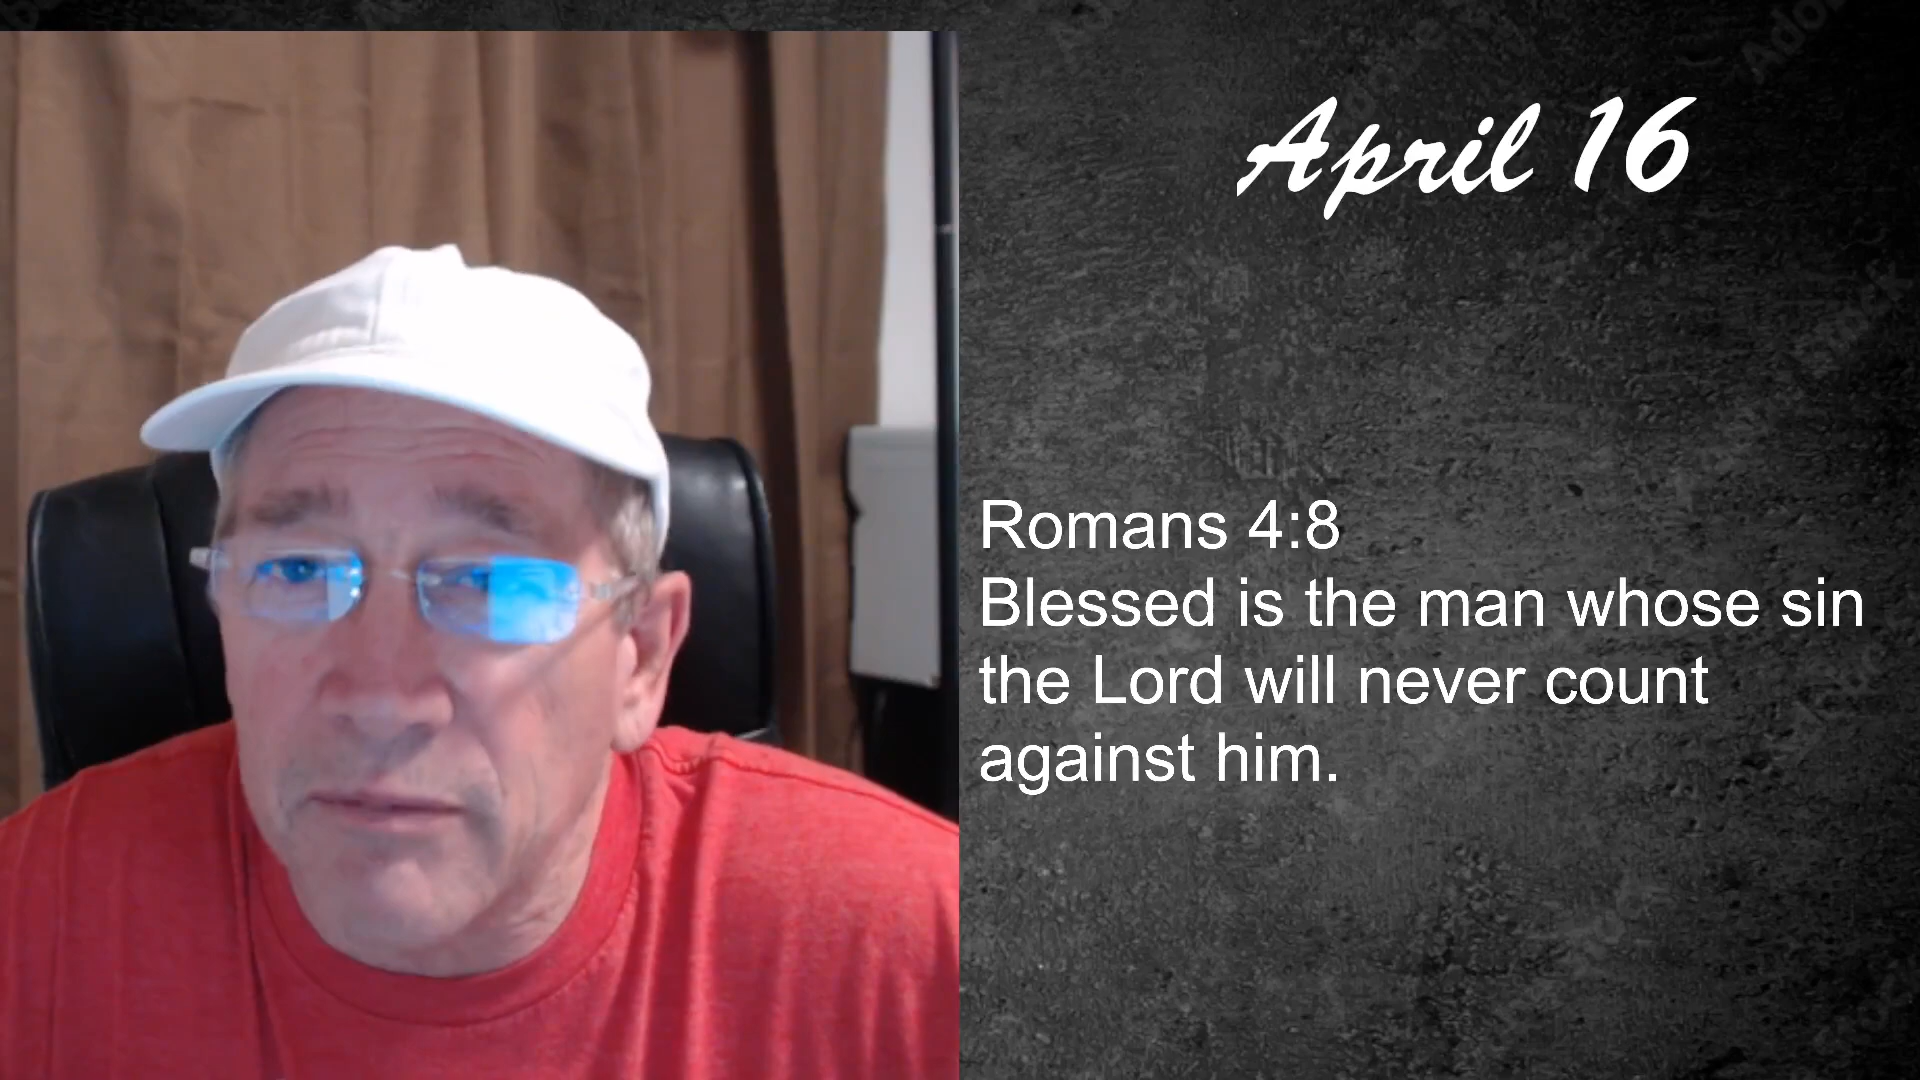 April 16
Romans 4:8
Blessed is the man whose sin
the Lord will never count
against him.